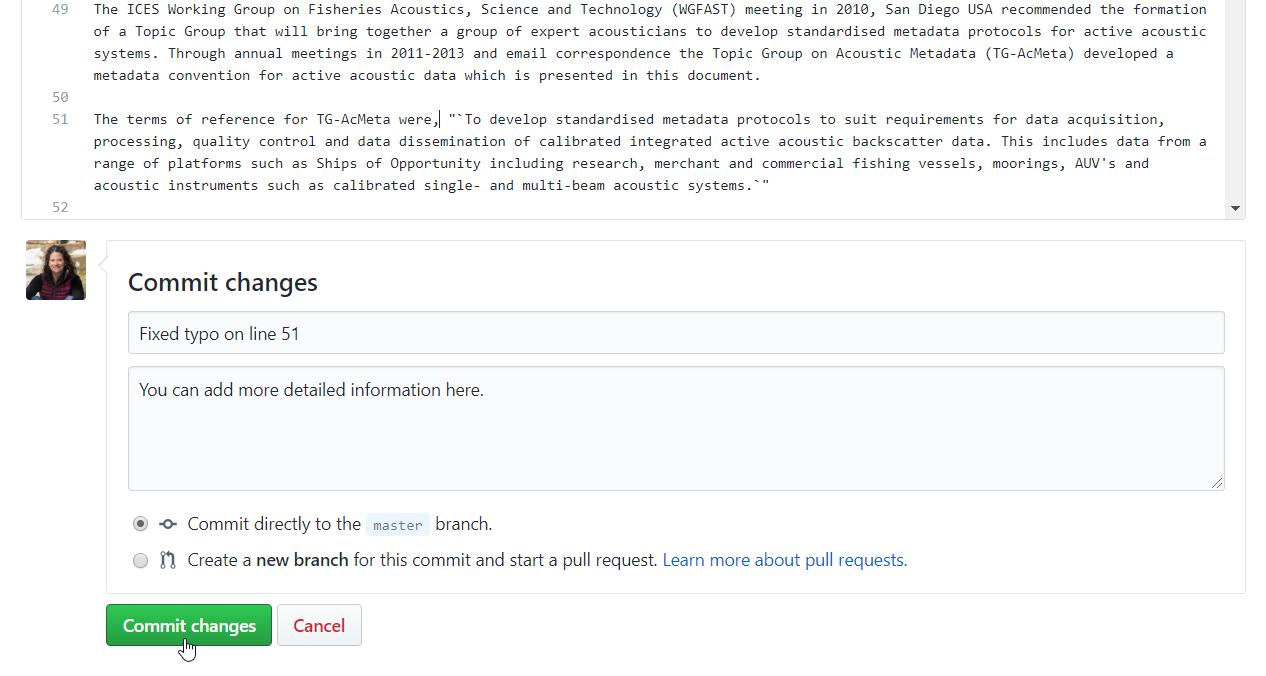 49 The ICES Working Group on Fisheries Acoustics, Science and Technology (WGFAST) meeting in 2010, San Diego USA recommended the formation
of a Topic Group that will bring together a group of expert acousticians to develop standardised metadata protocols for active acoustic
systems. Through annual meetings in 2011-2013 and email correspondence the Topic Group on Acoustic Metadata (TG-AcMeta) developed a
metadata convention for active acoustic data which is presented in this document.
50
51 The terms of reference for TG-AcMeta were, "`To develop standardised metadata protocols to suit requirements for data acquisition,
processing, quality control and data dissemination of calibrated integrated active acoustic backscatter data. This includes data from a
range of platforms such as Ships of Opportunity including research, merchant and commercial fishing vessels, moorings, AUV's and
acoustic instruments such as calibrated single- and multi-beam acoustic systems.`"
52
Commit changes
Fixed typo on line 51
You can add more detailed information here.
Commit directly to the master branch.
Create a new branch for this commit and start a pull request. Learn more about pull requests.
Commit changes Cancel